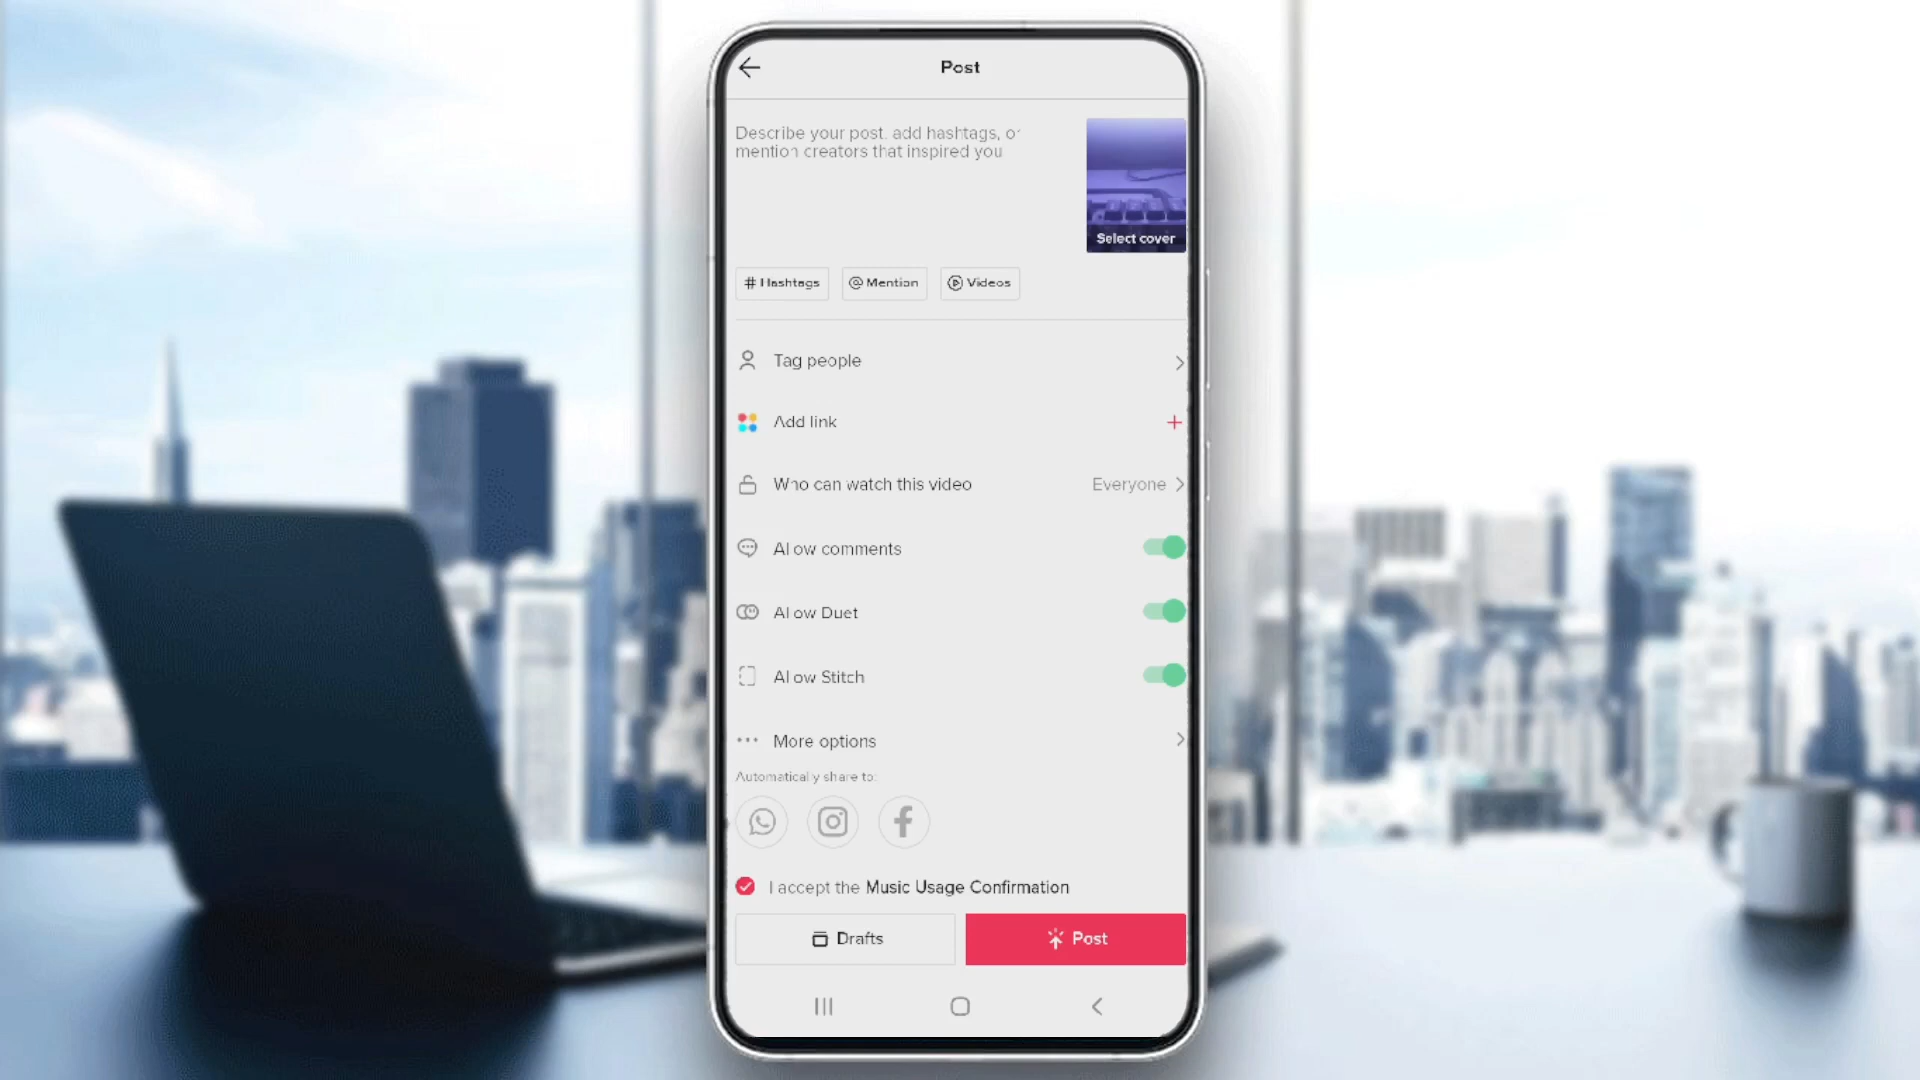 Post
Describe your post, add hashtags, or
mention creators that inspired you
Select cover
# Hashtags
@ Mention
Videos
Tag people
Add link
Who can watch this video
Everyone
Allow comments
Allow Duet
Allow Stitch
More options
Automatically share to:
I accept the Music Usage Confirmation
Drafts
Post